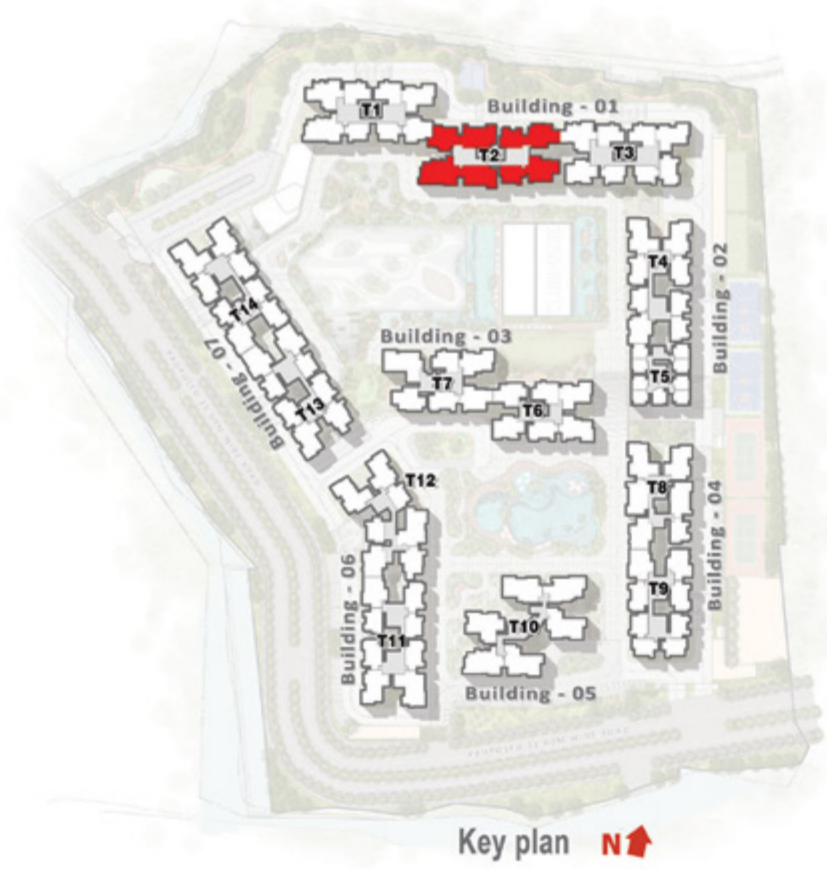 T1
Building - 01
T2
T3
T4
Building - 02
T14
Building - 03
T5
T7
Building - 07
T13
T6
T12
T8
Building - 04
Building - 06
T9
T10
T11
Building - 05
Key plan N